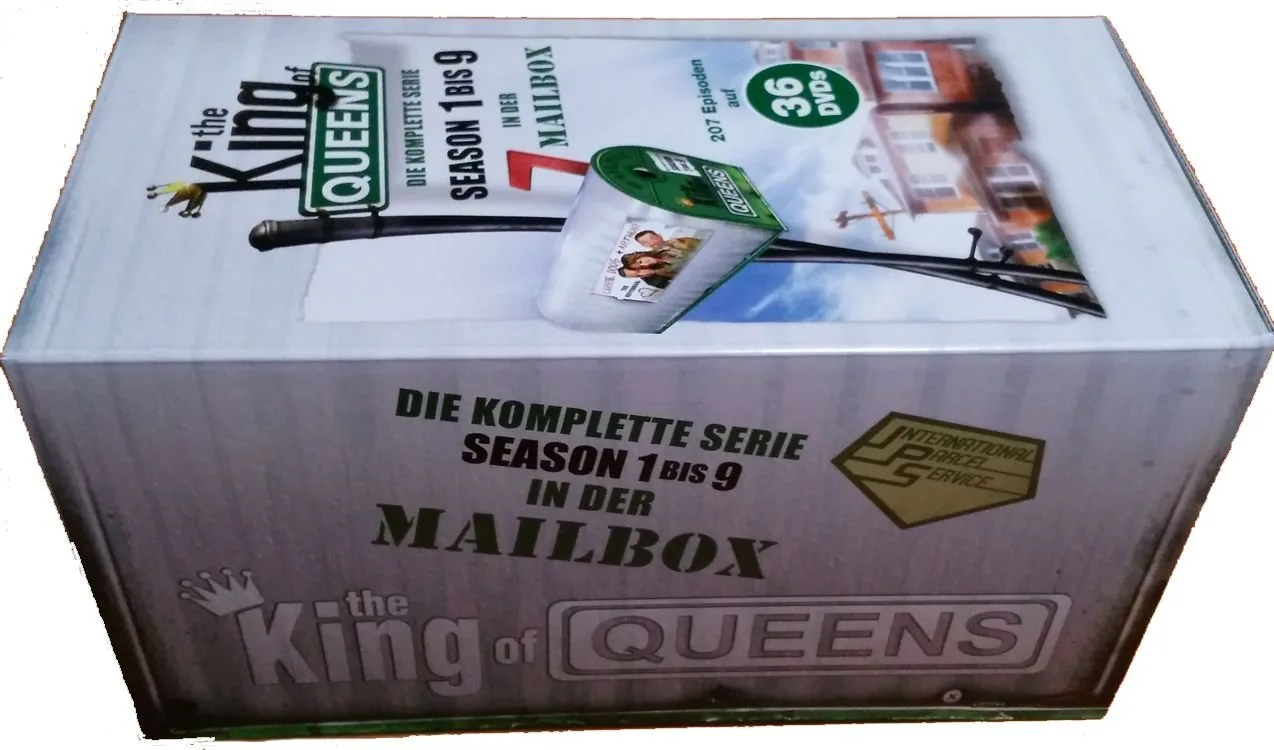 the
King of
QUEENS
DIE KOMPLETTE SERIE
SEASON 1 BIS 9
IN DER
MAILBOX
207 Episoden
auf
36
DVDs
QUEENS
DIE KOMPLETTE SERIE
SEASON 1 BIS 9
IN DER
MAILBOX
INTERNATIONAL
PARCEL
SERVICE
the
King of QUEENS